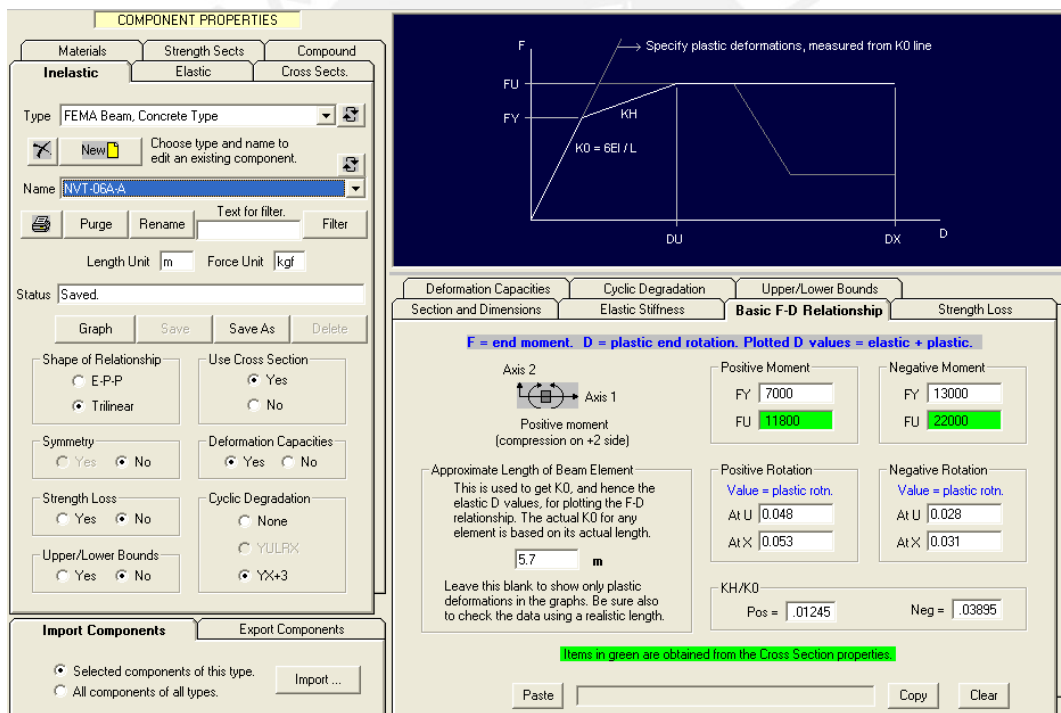 COMPONENT PROPERTIES
Materials Strength Sects Compound
Inelastic Elastic Cross Sects.
Type FEMA Beam, Concrete Type
New Choose type and name to
edit an existing component.
Name NVT-06A-A
Purge Rename Text for filter. Filter
Length Unit m Force Unit kgf
Status Saved.
Graph Save Save As Delete
Shape of Relationship
E-P-P
Trilinear
Use Cross Section
Yes
No
Symmetry
Yes No
Deformation Capacities
Yes No
Strength Loss
Yes No
Cyclic Degradation
None
YULRX
YX+3
Upper/Lower Bounds
Yes No
Import Components Export Components
Selected components of this type.
All components of all types.
Import ...
F
Specify plastic deformations, measured from K0 line
FU
FY
KH
K0 = 6EI / L
DU DX D
Deformation Capacities Cyclic Degradation Upper/Lower Bounds
Section and Dimensions Elastic Stiffness Basic F-D Relationship Strength Loss
F = end moment. D = plastic end rotation. Plotted D values = elastic + plastic.
Axis 2
Axis 1
Positive moment
(compression on +2 side)
Positive Moment
FY 7000
FU 11800
Negative Moment
FY 13000
FU 22000
Approximate Length of Beam Element
This is used to get K0, and hence the
elastic D values, for plotting the F-D
relationship. The actual K0 for any
element is based on its actual length.
5.7 m
Leave this blank to show only plastic
deformations in the graphs. Be sure also
to check the data using a realistic length.
Positive Rotation
Value = plastic rotn.
At U 0.048
At X 0.053
Negative Rotation
Value = plastic rotn.
At U 0.028
At X 0.031
KH/K0
Pos = .01245 Neg = .03895
Items in green are obtained from the Cross Section properties.
Paste Copy Clear